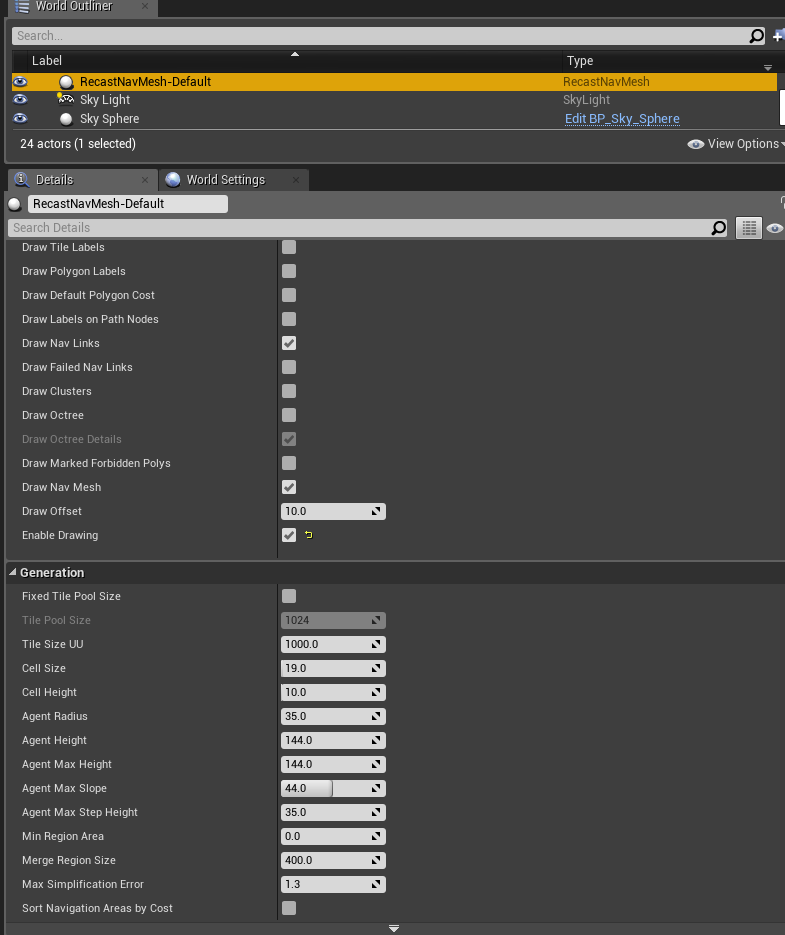 World Outliner
Search...
Label Type
RecastNavMesh-Default RecastNavMesh
Sky Light SkyLight
Sky Sphere Edit BP_Sky_Sphere
24 actors (1 selected) View Options
Details World Settings
RecastNavMesh-Default
Search Details
Draw Tile Labels
Draw Polygon Labels
Draw Default Polygon Cost
Draw Labels on Path Nodes
Draw Nav Links
Draw Failed Nav Links
Draw Clusters
Draw Octree
Draw Octree Details
Draw Marked Forbidden Polys
Draw Nav Mesh
Draw Offset 10.0
Enable Drawing
Generation
Fixed Tile Pool Size
Tile Pool Size 1024
Tile Size UU 1000.0
Cell Size 19.0
Cell Height 10.0
Agent Radius 35.0
Agent Height 144.0
Agent Max Height 144.0
Agent Max Slope 44.0
Agent Max Step Height 35.0
Min Region Area 0.0
Merge Region Size 400.0
Max Simplification Error 1.3
Sort Navigation Areas by Cost